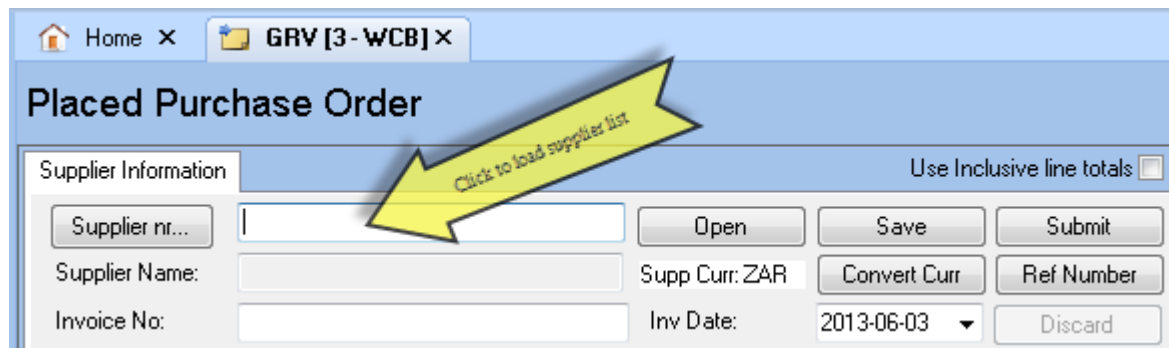 Home × GRV [3 - WCB] ×
Placed Purchase Order
Click to load supplier list
Supplier Information Use Inclusive line totals
Supplier nr... Open Save Submit
Supplier Name: Supp Curr: ZAR Convert Curr Ref Number
Invoice No: Inv Date: 2013-06-03 Discard